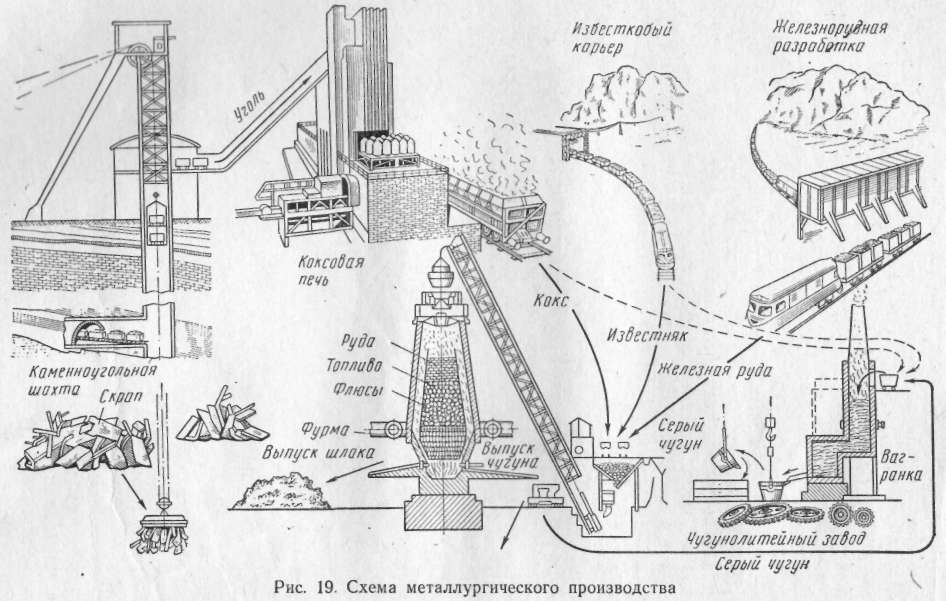 Известковый
карьер
Железнорудная
разработка
Уголь
Коксовая
печь
Кокс
Известняк
Железная руда
Руда
Топливо
Флюсы
Фурма
Выпуск шлака
Выпуск
чугуна
Каменноугольная
шахта
Скрап
Серый
чугун
Ваг-
ранка
Чугунолитейный завод
Серый чугун
Рис. 19. Схема металлургического производства